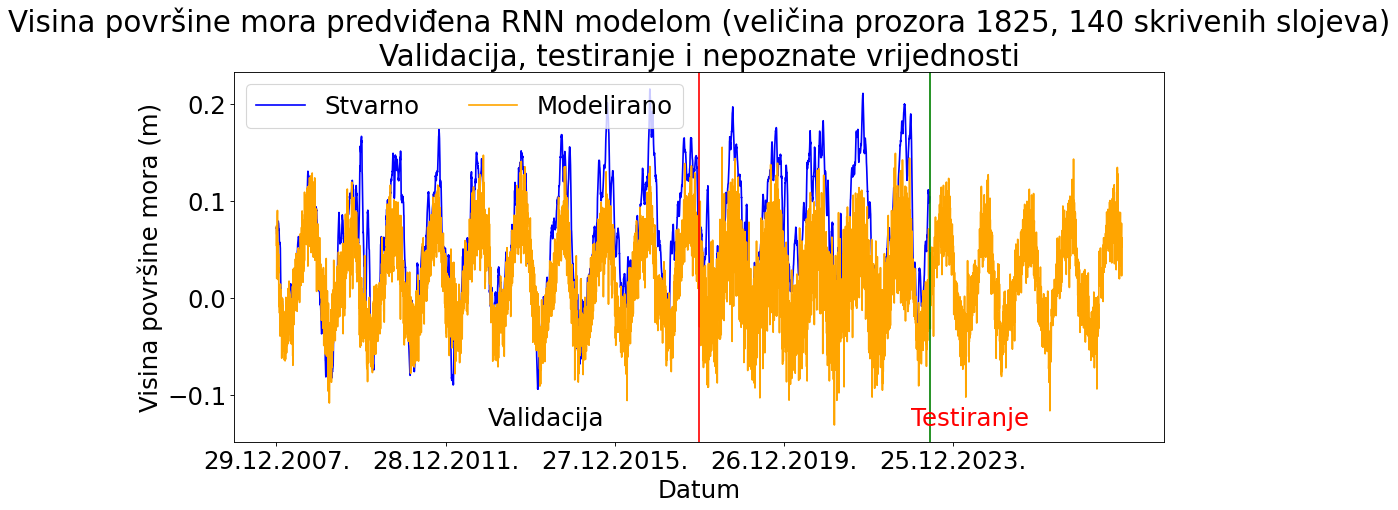 Visina površine mora predviđena RNN modelom (veličina prozora 1825, 140 skrivenih slojeva)
Validacija, testiranje i nepoznate vrijednosti
Stvarno
Modelirano
Visina površine mora (m)
0.2
0.1
0.0
−0.1
Validacija
Testiranje
29.12.2007.
28.12.2011.
27.12.2015.
26.12.2019.
25.12.2023.
Datum